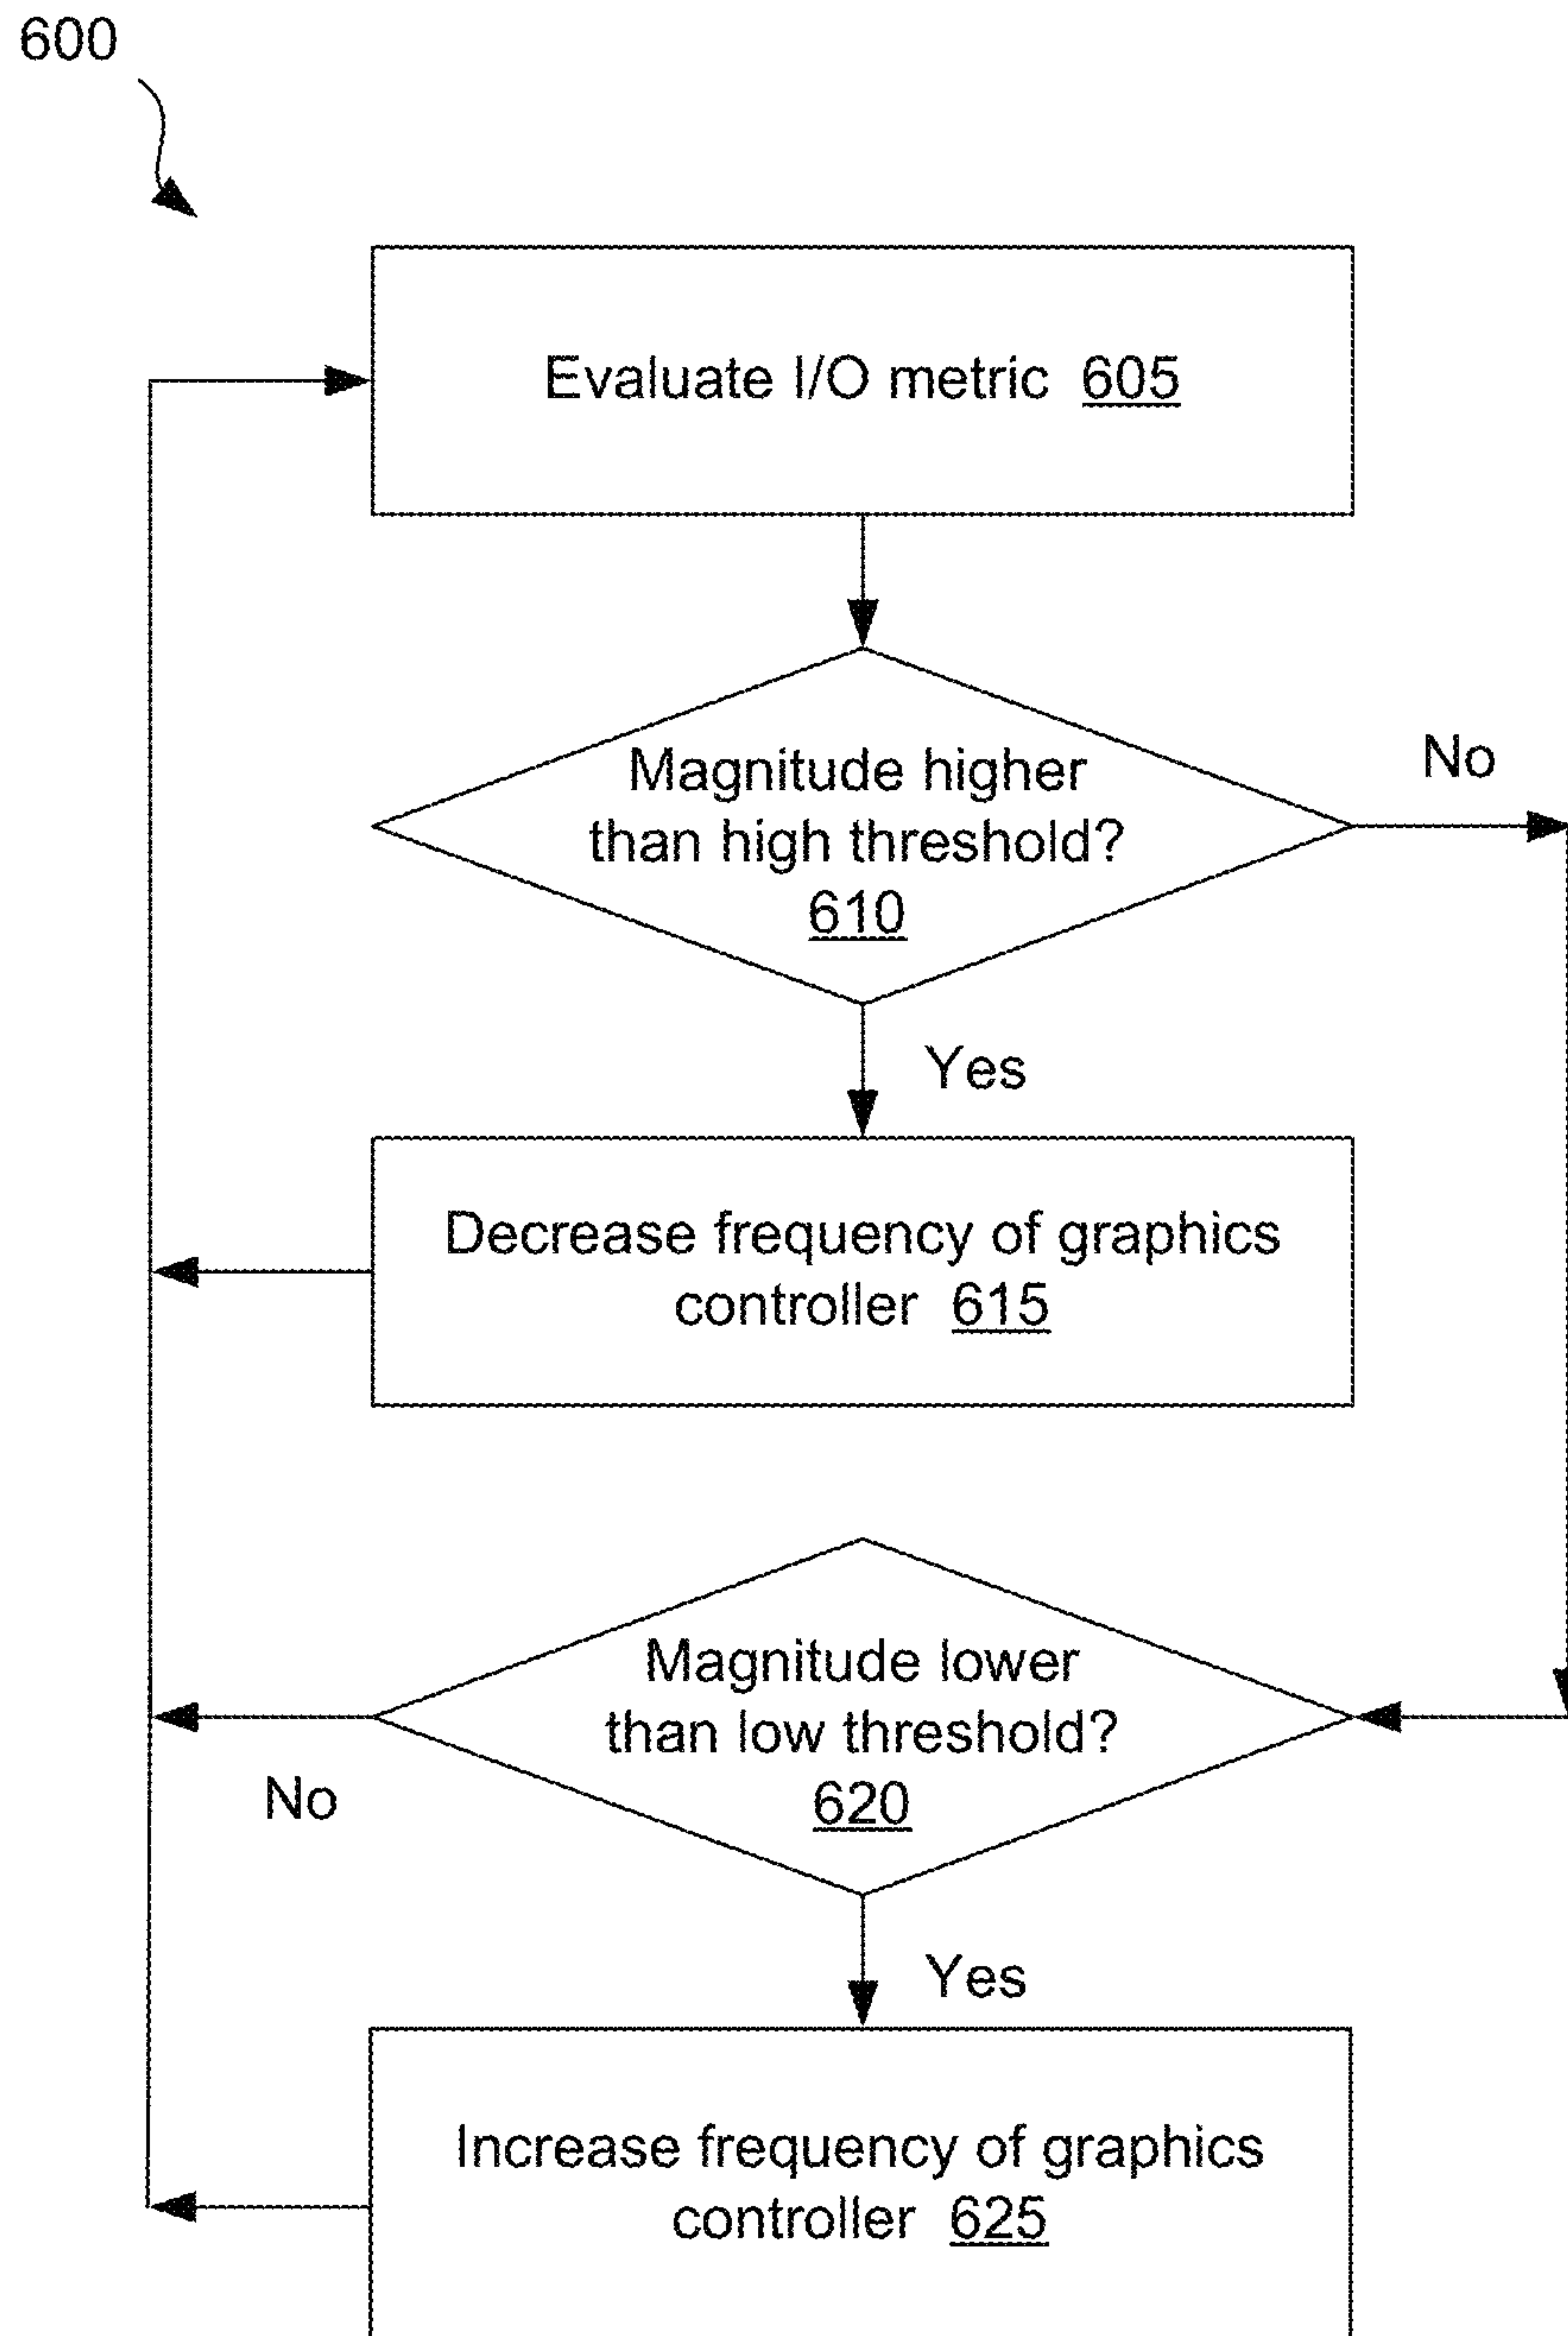 600
Evaluate I/O metric 605
Magnitude higher
than high threshold?
610
No
Yes
Decrease frequency of graphics
controller 615
Magnitude lower
than low threshold?
620
No
Yes
Increase frequency of graphics
controller 625